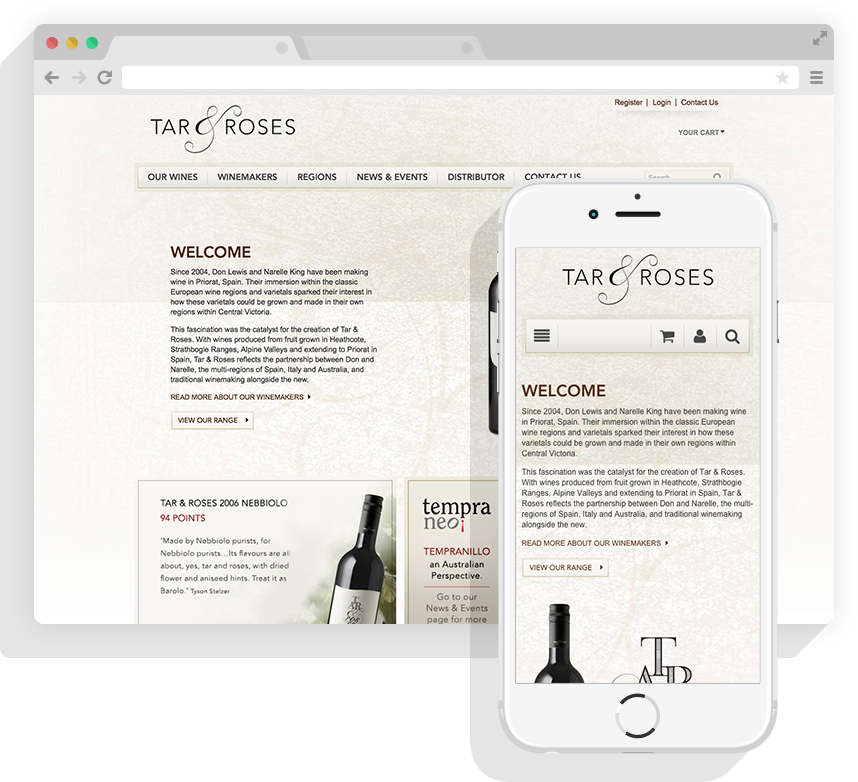 Register | Login | Contact Us
TAR & ROSES
YOUR CART
OUR WINES
WINEMAKERS
REGIONS
NEWS & EVENTS
DISTRIBUTOR
CONTACT US
Search
WELCOME
Since 2004, Don Lewis and Narelle King have been making
wine in Priorat, Spain. Their immersion within the classic
European wine regions and varietals sparked their interest in
how these varietals could be grown and made in their own
regions within Central Victoria.
This fascination was the catalyst for the creation of Tar &
Roses. With wines produced from fruit grown in Heathcote,
Strathbogie Ranges, Alpine Valleys and extending to Priorat in
Spain, Tar & Roses reflects the partnership between Don and
Narelle, the multi-regions of Spain, Italy and Australia, and
traditional winemaking alongside the new.
READ MORE ABOUT OUR WINEMAKERS
VIEW OUR RANGE
TAR & ROSES 2006 NEBBIOLO
94 POINTS
'Made by Nebbiolo purists, for
Nebbiolo purists...Its flavours are all
about, yes, tar and roses, with dried
flower and aniseed hints. Treat it as
Barolo.' Tyson Stelzer
TAR
&
tempra
neo¡
TEMPRANILLO
an Australian
Perspective.
Go to our
News & Events
page for more
TAR & ROSES
WELCOME
Since 2004, Don Lewis and Narelle King have been making wine
in Priorat, Spain. Their immersion within the classic European
wine regions and varietals sparked their interest in how these
varietals could be grown and made in their own regions within
Central Victoria.
This fascination was the catalyst for the creation of Tar & Roses.
With wines produced from fruit grown in Heathcote, Strathbogie
Ranges, Alpine Valleys and extending to Priorat in Spain, Tar &
Roses reflects the partnership between Don and Narelle, the multi-
regions of Spain, Italy and Australia, and traditional winemaking
alongside the new.
READ MORE ABOUT OUR WINEMAKERS
VIEW OUR RANGE
TAR